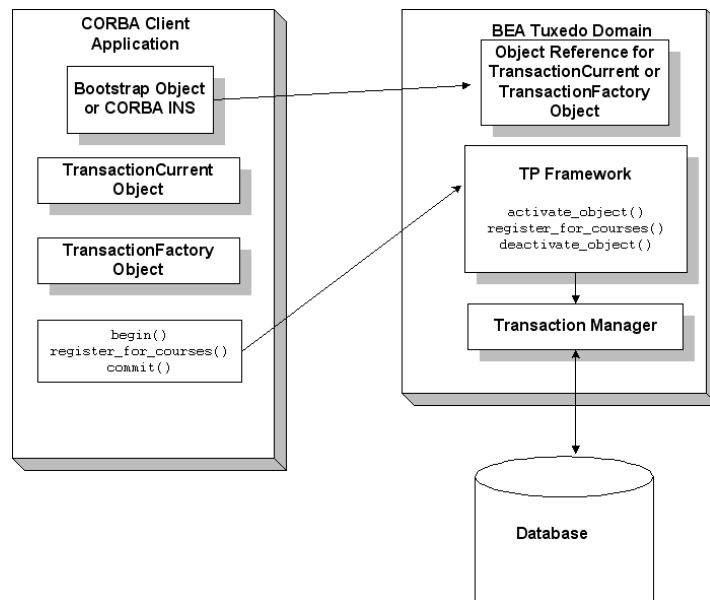 CORBA Client
Application
Bootstrap Object
or CORBA INS
TransactionCurrent
Object
TransactionFactory
Object
begin()
register_for_courses()
commit()
BEA Tuxedo Domain
Object Reference for
TransactionCurrent or
TransactionFactory
Object
TP Framework
activate_object()
register_for_courses()
deactivate_object()
Transaction Manager
Database